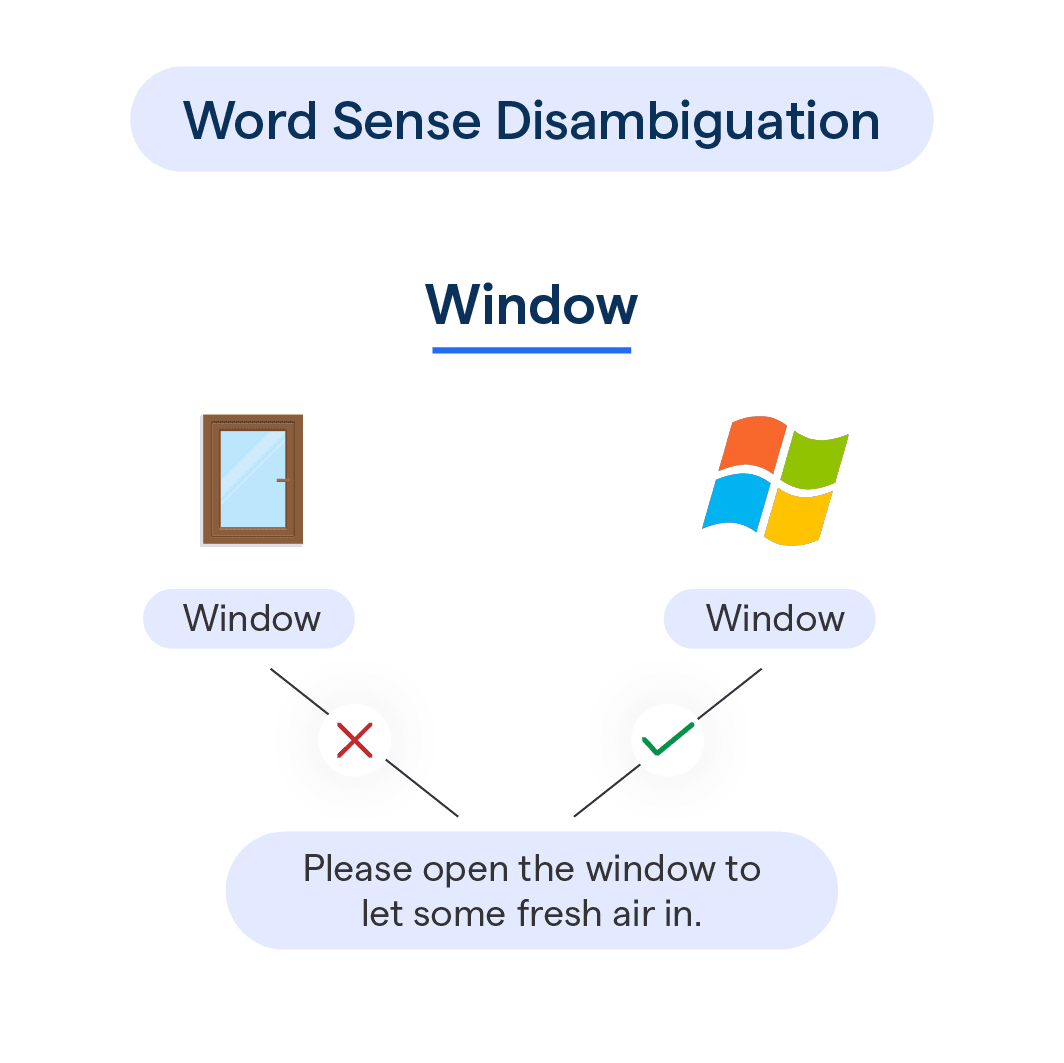 Word Sense Disambiguation
Window
Window
Window
Please open the window to
let some fresh air in.